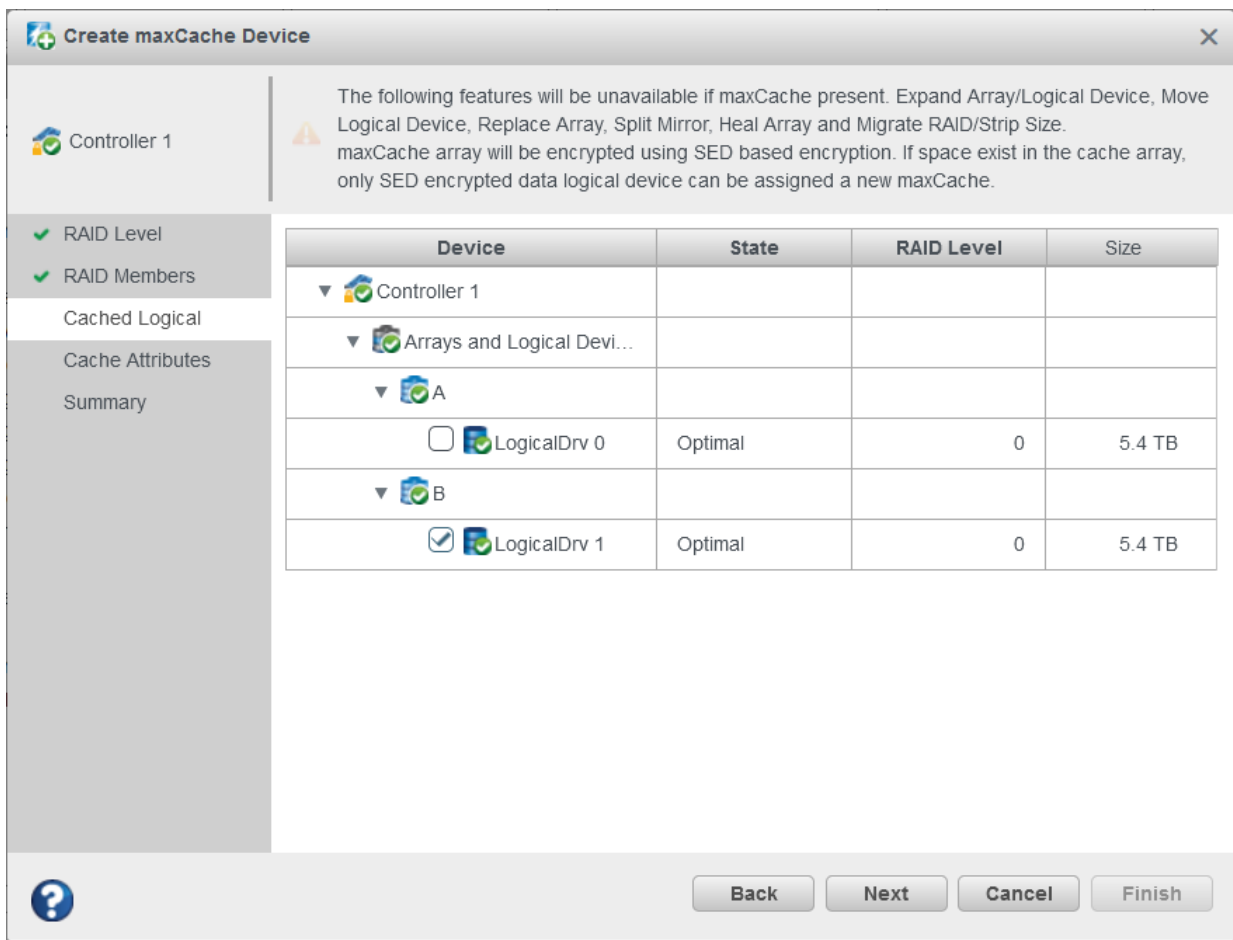 Create maxCache Device
Controller 1
The following features will be unavailable if maxCache present. Expand Array/Logical Device, Move
Logical Device, Replace Array, Split Mirror, Heal Array and Migrate RAID/Strip Size.
maxCache array will be encrypted using SED based encryption. If space exist in the cache array,
only SED encrypted data logical device can be assigned a new maxCache.
RAID Level
RAID Members
Cached Logical
Cache Attributes
Summary
Device State RAID Level Size
Controller 1
Arrays and Logical Devi...
A
LogicalDrv 0 Optimal 0 5.4 TB
B
LogicalDrv 1 Optimal 0 5.4 TB
? Back Next Cancel Finish